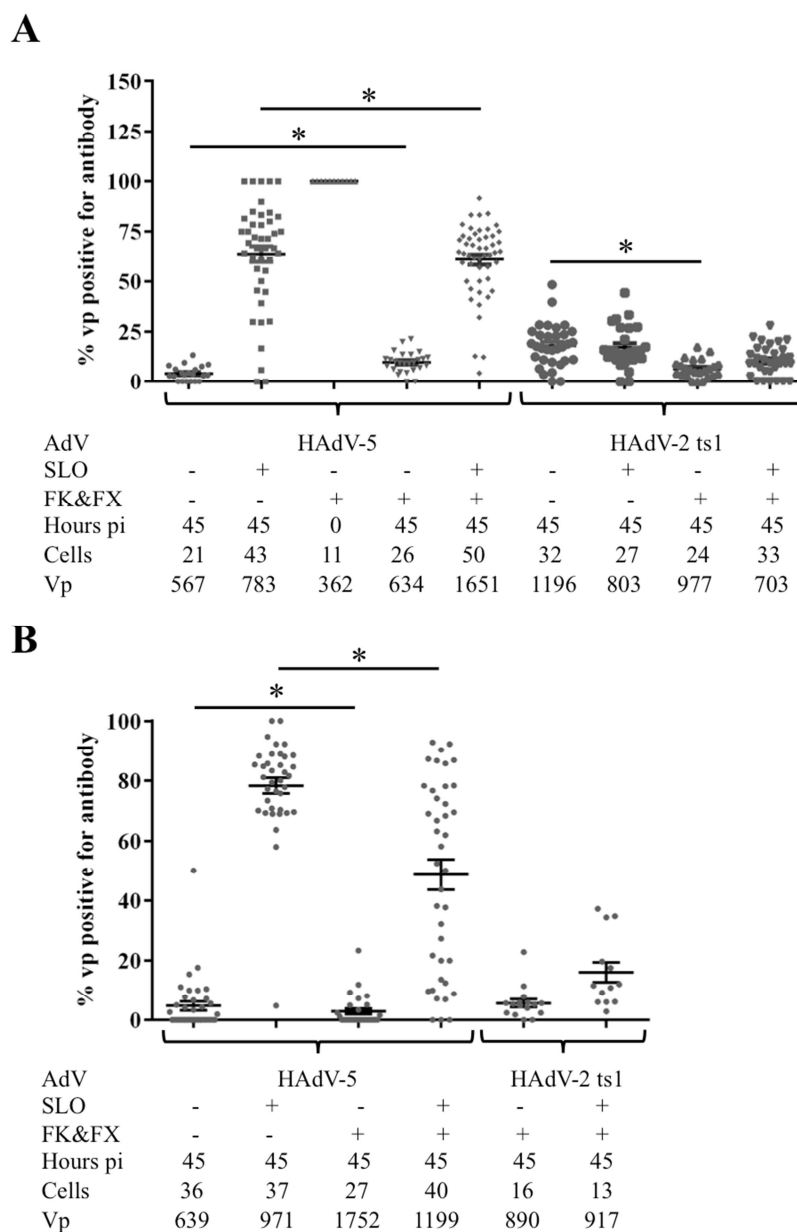 A
% vp positive for antibody
150
125
100
75
50
25
0
* * *
AdV HAdV-5 HAdV-2 ts1
SLO - + - - + - + - +
FK&FX - - + + + - - + +
Hours pi 45 45 0 45 45 45 45 45 45
Cells 21 43 11 26 50 32 27 24 33
Vp 567 783 362 634 1651 1196 803 977 703
B
% vp positive for antibody
100
80
60
40
20
0
* *
AdV HAdV-5 HAdV-2 ts1
SLO - + - + - +
FK&FX - - + + + +
Hours pi 45 45 45 45 45 45
Cells 36 37 27 40 16 13
Vp 639 971 1752 1199 890 917